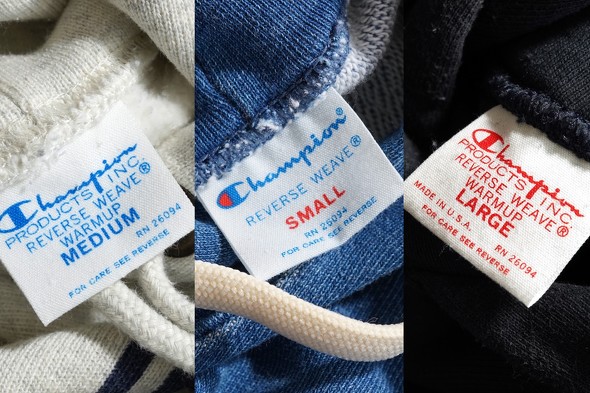 Champion
PRODUCTS INC.
REVERSE WEAVE®
WARMUP
MEDIUM
RN 26094
FOR CARE SEE REVERSE
Champion®
REVERSE WEAVE®
SMALL
RN 26094
FOR CARE SEE REVERSE
Champion
PRODUCTS INC.
REVERSE WEAVE®
WARMUP
LARGE
MADE IN U.S.A.
RN 26094
FOR CARE SEE REVERSE